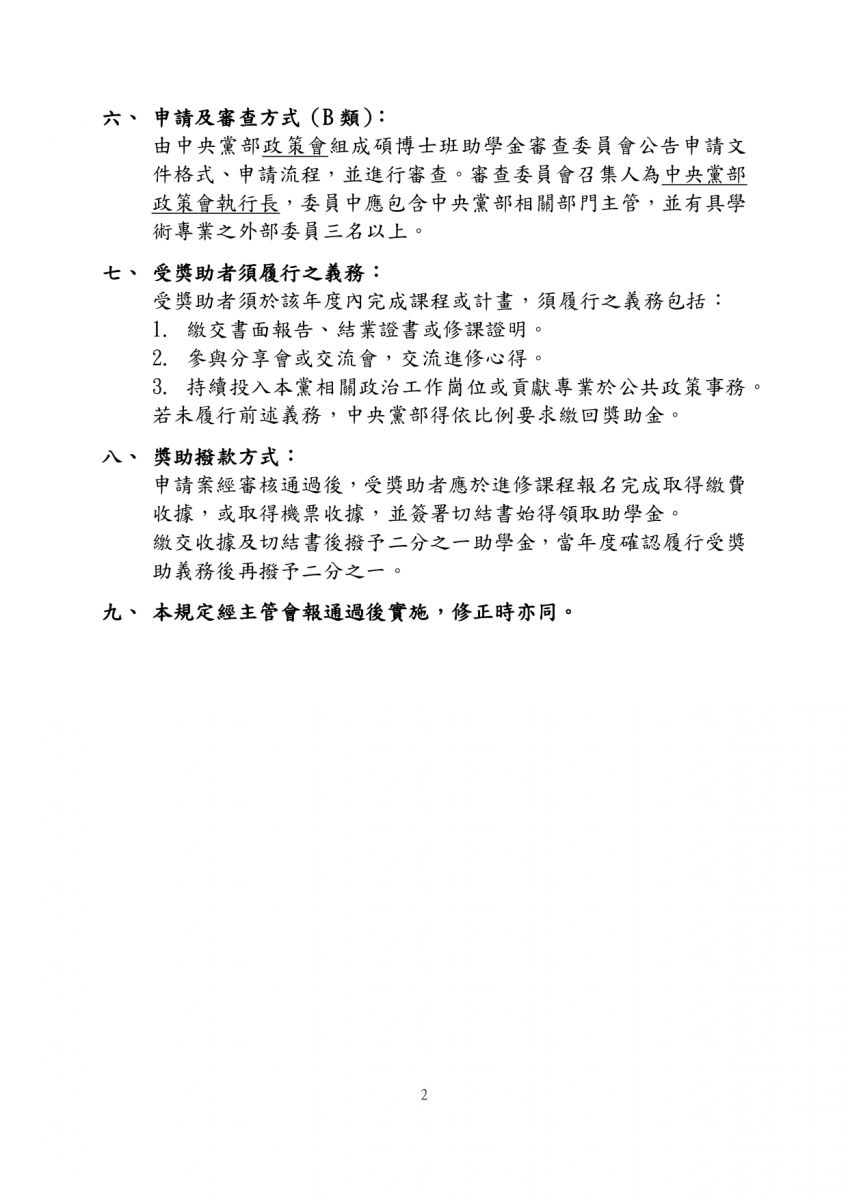 六、 申請及審查方式（B 類）：
由中央黨部政策會組成碩博士班助學金審查委員會公告申請文
件格式、申請流程，並進行審查。審查委員會召集人為中央黨部
政策會執行長，委員中應包含中央黨部相關部門主管，並有具學
術專業之外部委員三名以上。
七、 受獎助者須履行之義務：
受獎助者須於該年度內完成課程或計畫，須履行之義務包括：
1. 繳交書面報告、結業證書或修課證明。
2. 參與分享會或交流會，交流進修心得。
3. 持續投入本黨相關政治工作崗位或貢獻專業於公共政策事務。
若未履行前述義務，中央黨部得依比例要求繳回獎助金。
八、 獎助撥款方式：
申請案經審核通過後，受獎助者應於進修課程報名完成取得繳費
收據，或取得機票收據，並簽署切結書始得領取助學金。
繳交收據及切結書後撥予二分之一助學金，當年度確認履行受獎
助義務後再撥予二分之一。
九、 本規定經主管會報通過後實施，修正時亦同。
2